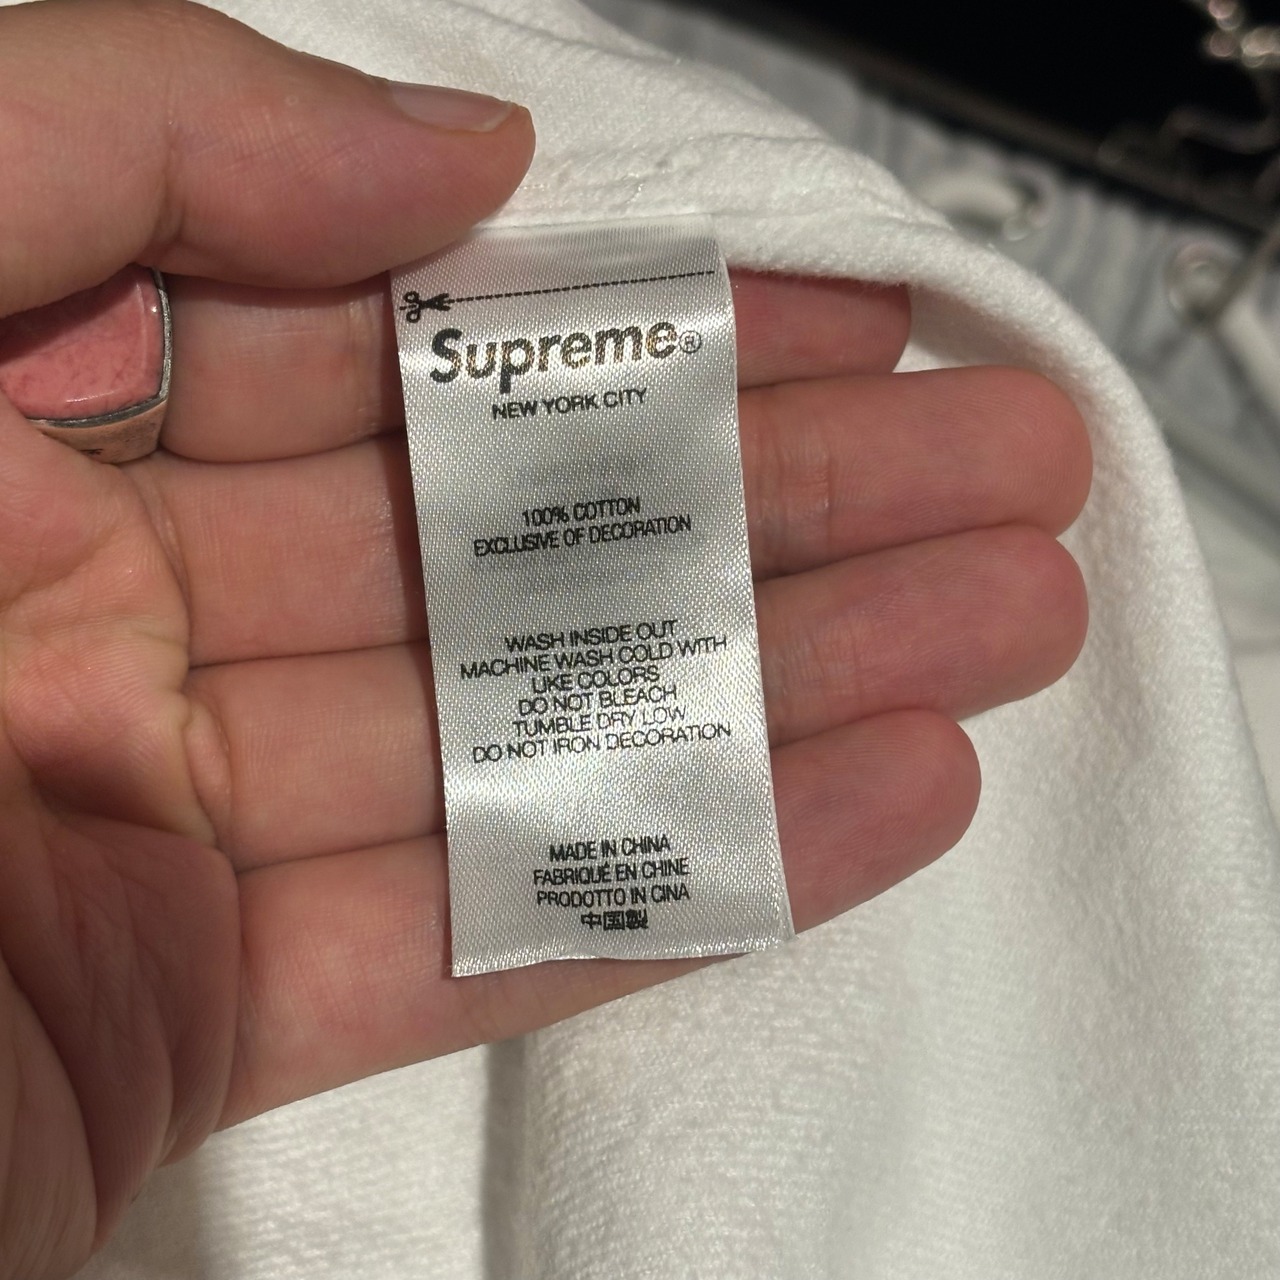 Supreme®
NEW YORK CITY
100% COTTON
EXCLUSIVE OF DECORATION
WASH INSIDE OUT
MACHINE WASH COLD WITH
LIKE COLORS
DO NOT BLEACH
TUMBLE DRY LOW
DO NOT IRON DECORATION
MADE IN CHINA
FABRIQUÉ EN CHINE
PRODOTTO IN CINA
中国製